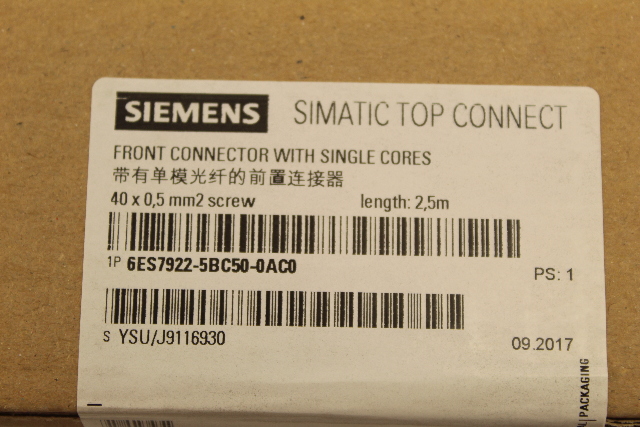 SIEMENS SIMATIC TOP CONNECT
FRONT CONNECTOR WITH SINGLE CORES
带有单模光纤的前置连接器
40 x 0,5 mm2 screw length: 2,5m
1P 6ES7922-5BC50-0AC0
PS: 1
S YSU/J9116930
09.2017
PACKAGING